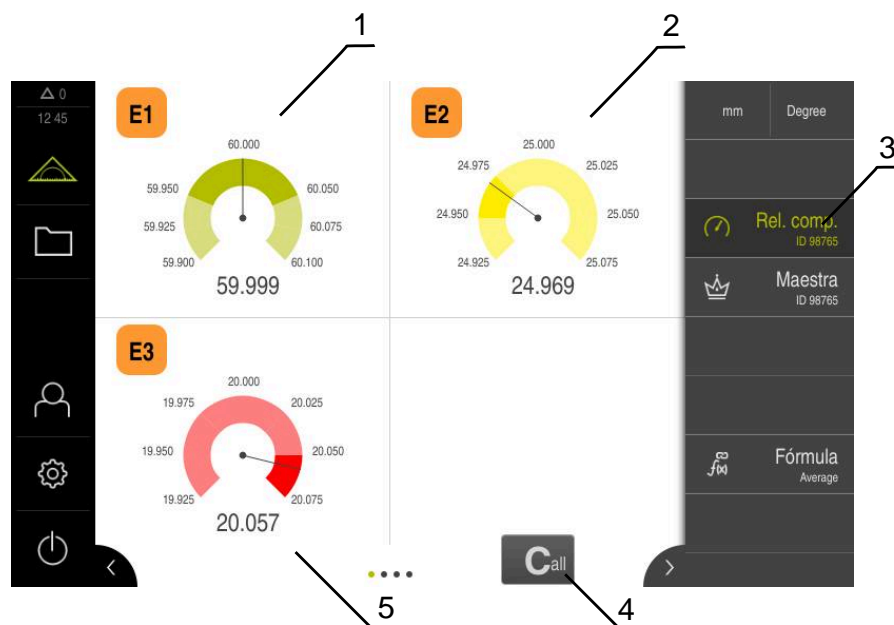 1
2
3
0
12 45
E1
60.000
59.950
60.050
59.925
60.075
59.900
60.100
59.999
E2
25.000
24.975
25.025
24.950
25.050
24.925
25.075
24.969
mm
Degree
Rel. comp.
ID 98765
Maestra
ID 98765
E3
20.000
19.975
20.025
19.950
20.050
19.925
20.075
20.057
Fórmula
Average
f(x)
Call
5
4